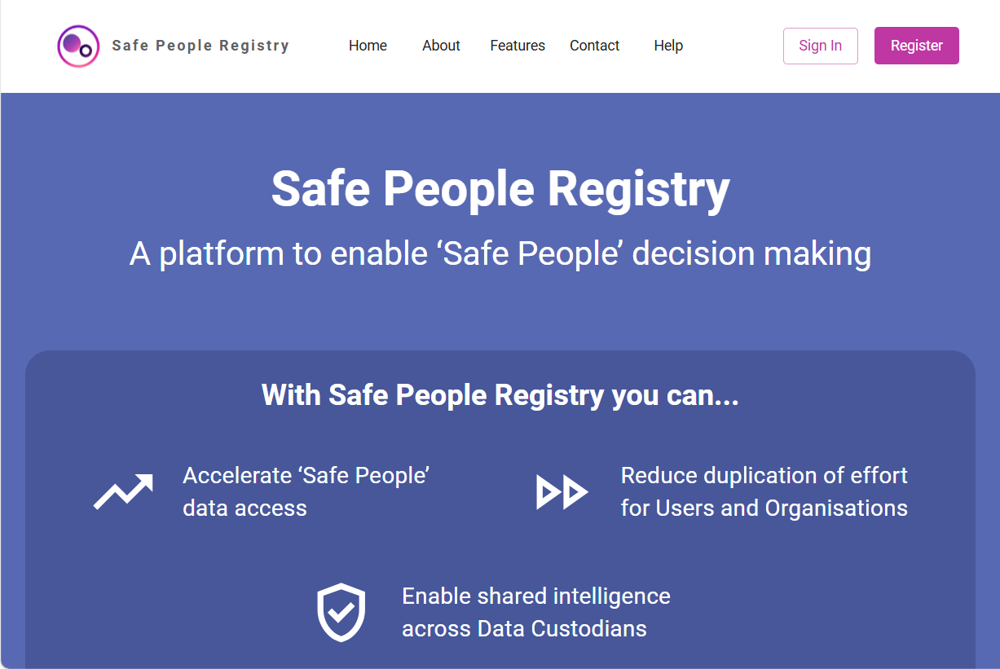 Safe People Registry
Home
About
Features
Contact
Help
Sign In
Register
Safe People Registry
A platform to enable ‘Safe People’ decision making
With Safe People Registry you can...
Accelerate ‘Safe People’
data access
Reduce duplication of effort
for Users and Organisations
Enable shared intelligence
across Data Custodians